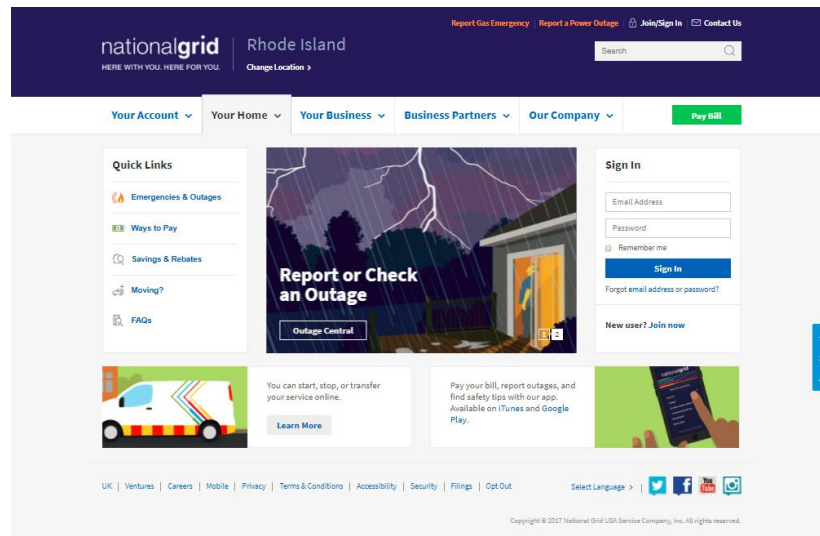 Report Gas Emergency | Report a Power Outage | Join/Sign In | Contact Us
nationalgrid
HERE WITH YOU. HERE FOR YOU.
Rhode Island
Change Location >
Search
Your Account
Your Home
Your Business
Business Partners
Our Company
Pay Bill
Quick Links
Emergencies & Outages
Ways to Pay
Savings & Rebates
Moving?
FAQs
Report or Check
an Outage
Outage Central
1 2
Sign In
Email Address
Password
Remember me
Sign In
Forgot email address or password?
New user? Join now
You can start, stop, or transfer
your service online.
Learn More
Pay your bill, report outages, and
find safety tips with our app.
Available on iTunes and Google
Play.
nationalgrid
UK | Ventures | Careers | Mobile | Privacy | Terms & Conditions | Accessibility | Security | Filings | Opt Out
Select Language > |
You
Tube
Copyright © 2017 National Grid USA Service Company, Inc. All rights reserved.